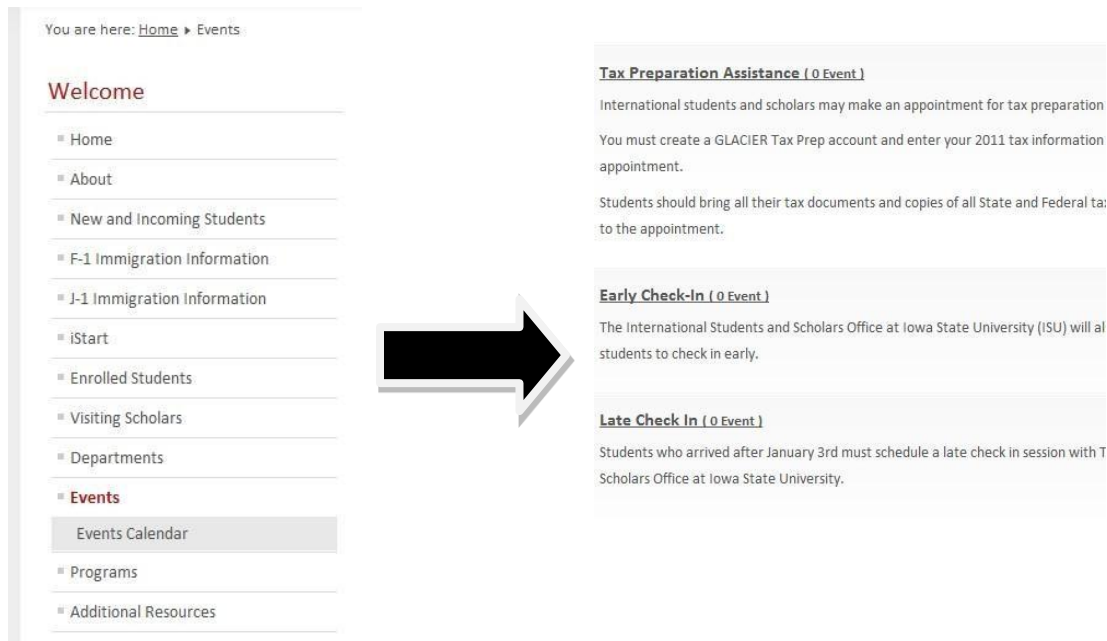 You are here: Home ▸ Events
Welcome
Home
About
New and Incoming Students
F-1 Immigration Information
J-1 Immigration Information
iStart
Enrolled Students
Visiting Scholars
Departments
Events
Events Calendar
Programs
Additional Resources
Tax Preparation Assistance ( 0 Event )
International students and scholars may make an appointment for tax preparation
You must create a GLACIER Tax Prep account and enter your 2011 tax information
appointment.
Students should bring all their tax documents and copies of all State and Federal
to the appointment.
Early Check-In ( 0 Event )
The International Students and Scholars Office at Iowa State University (ISU) will
students to check in early.
Late Check In ( 0 Event )
Students who arrived after January 3rd must schedule a late check in session with
Scholars Office at Iowa State University.